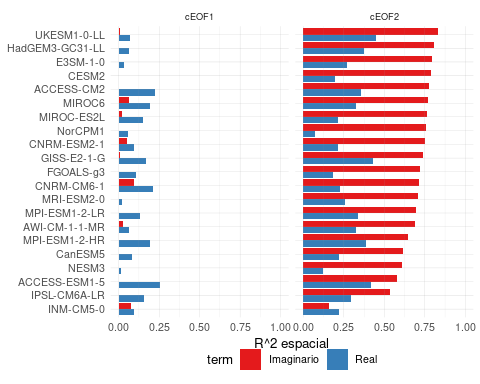 cEOF1 cEOF2
UKESM1-0-LL
HadGEM3-GC31-LL
E3SM-1-0
CESM2
ACCESS-CM2
MIROC6
MIROC-ES2L
NorCPM1
CNRM-ESM2-1
GISS-E2-1-G
FGOALS-g3
CNRM-CM6-1
MRI-ESM2-0
MPI-ESM1-2-LR
AWI-CM-1-1-MR
MPI-ESM1-2-HR
CanESM5
NESM3
ACCESS-ESM1-5
IPSL-CM6A-LR
INM-CM5-0
0.00 0.25 0.50 0.75 1.00 0.00 0.25 0.50 0.75 1.00
R^2 espacial
term Imaginario Real